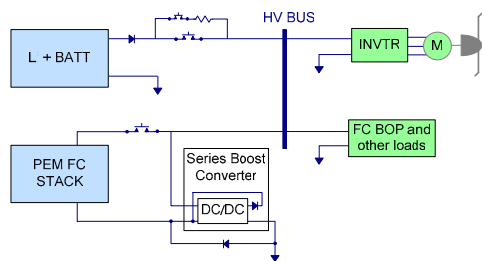 HV BUS
L + BATT
INVTR
M
FC BOP and
other loads
PEM FC
STACK
Series Boost
Converter
DC/DC